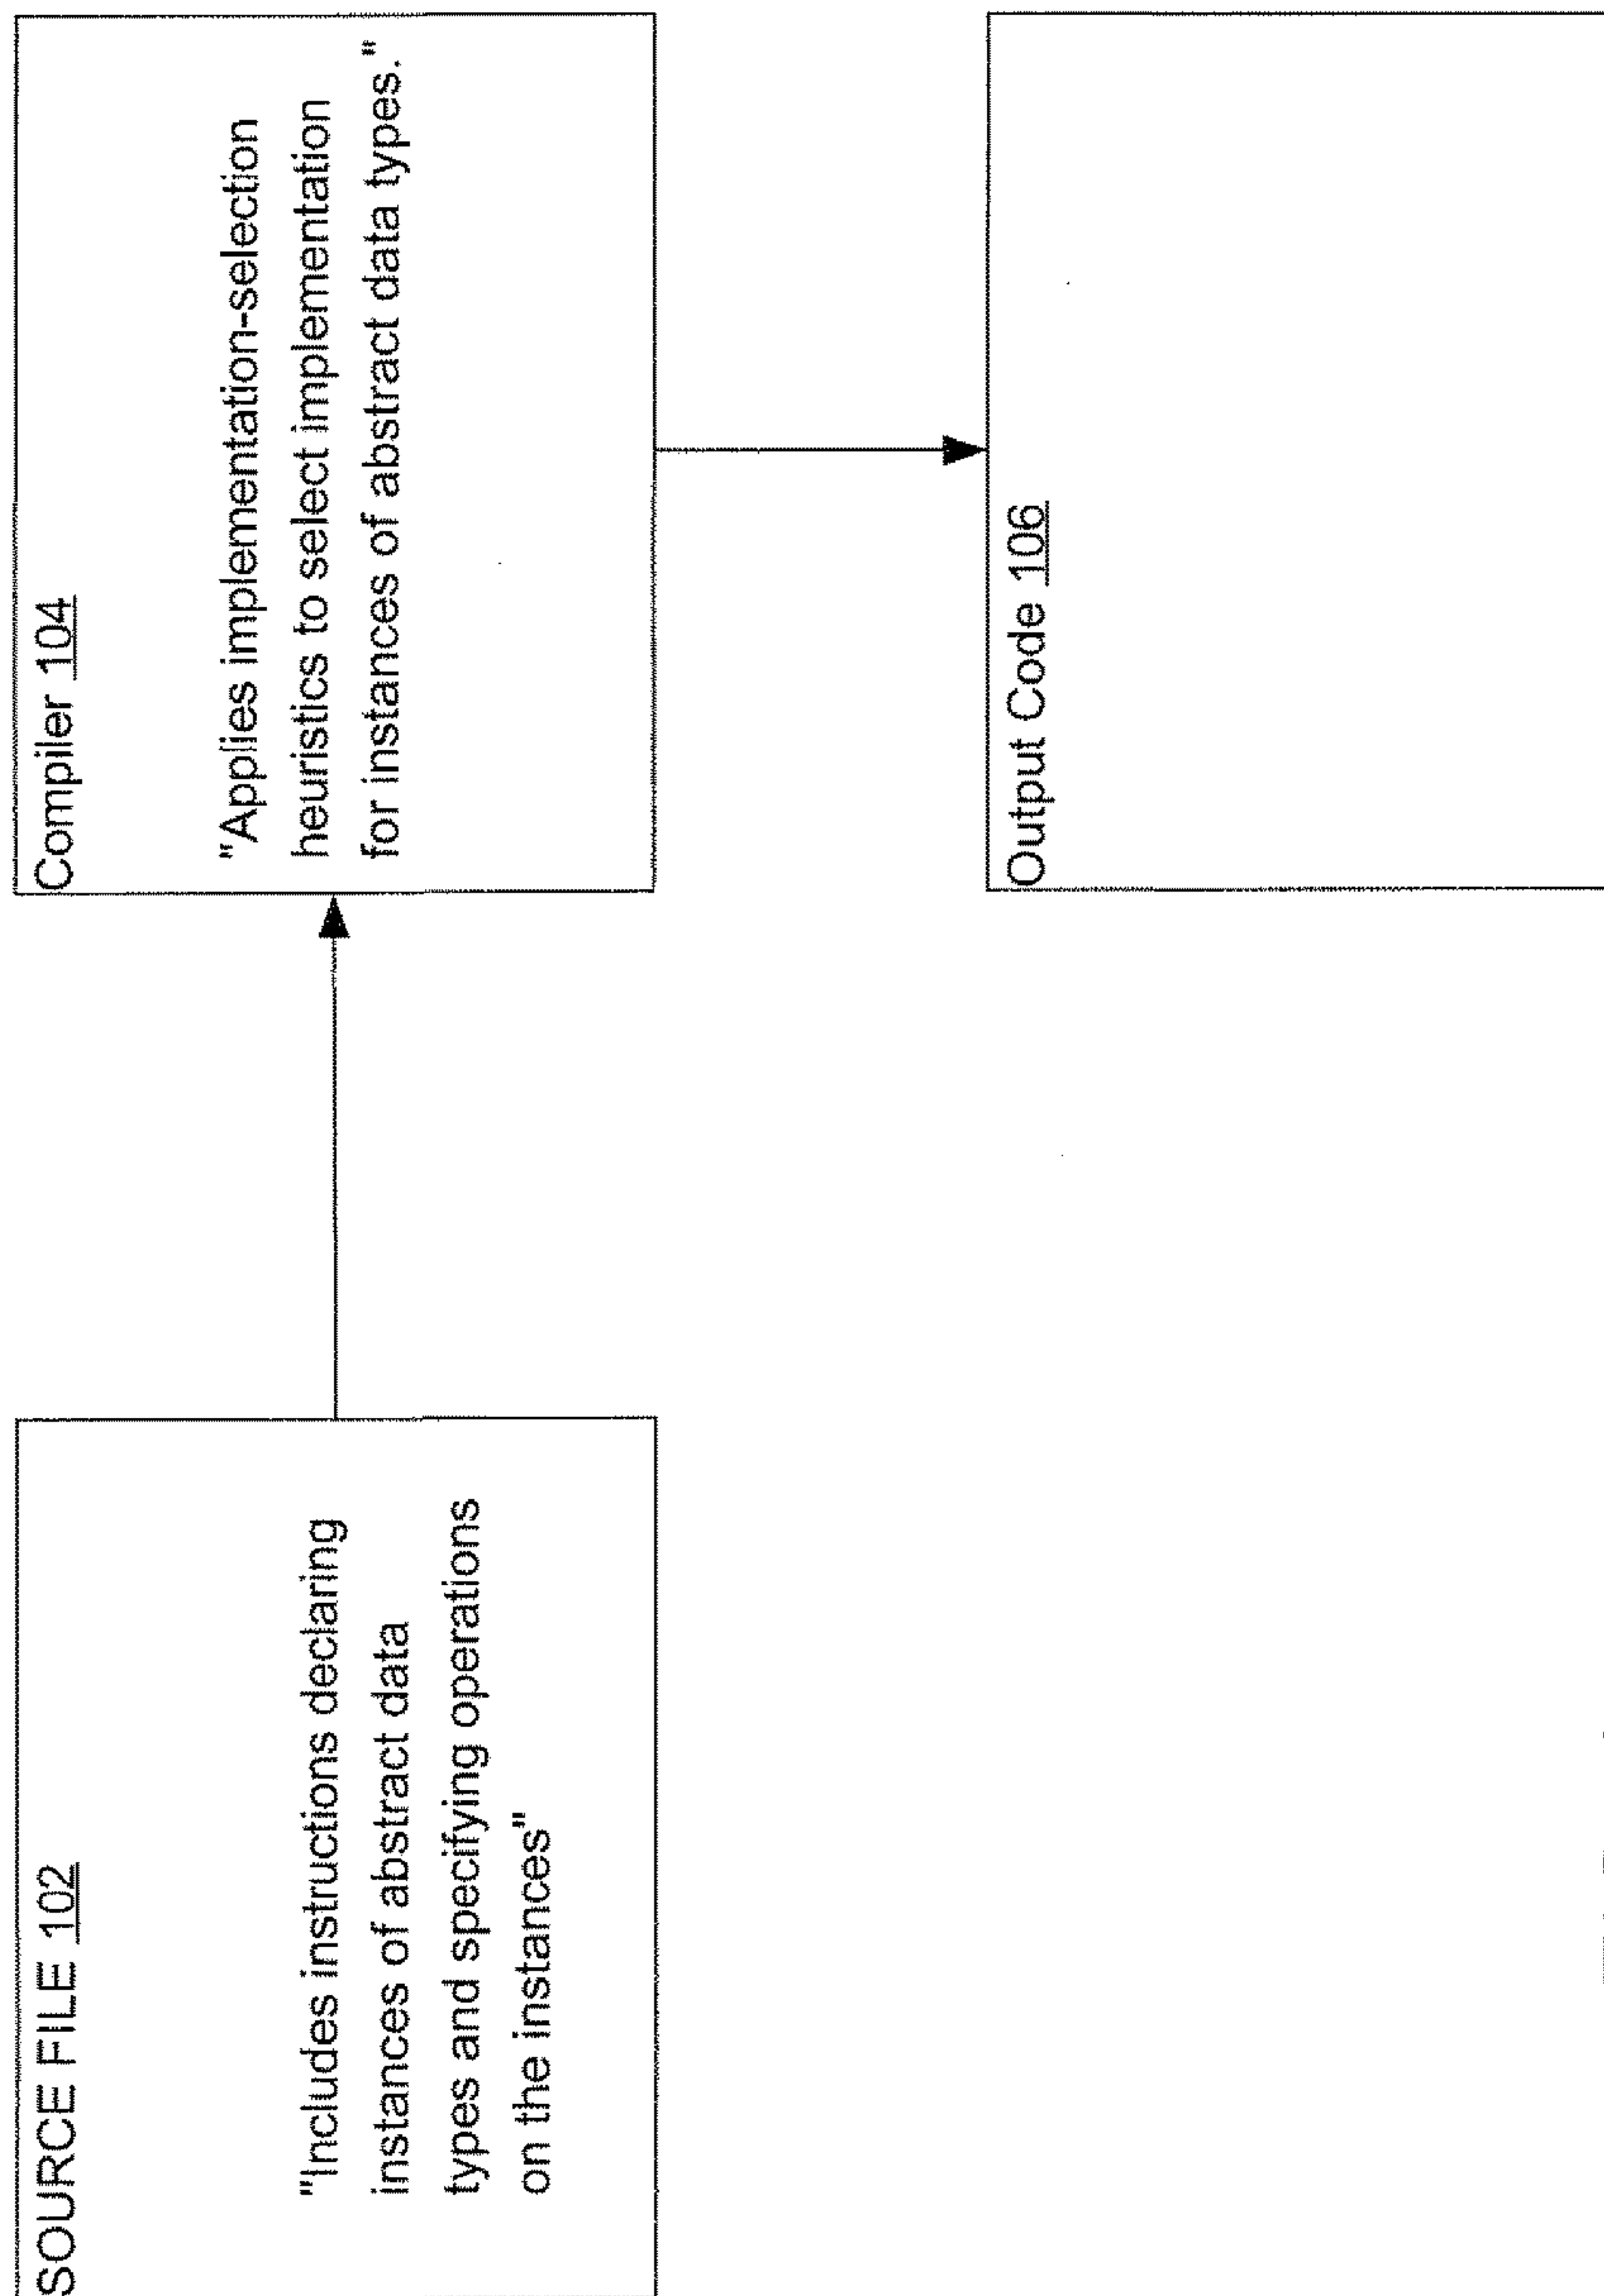 SOURCE FILE 102
"Includes instructions declaring
instances of abstract data
types and specifying operations
on the instances"
Compiler 104
"Applies implementation-selection
heuristics to select implementation
for instances of abstract data types."
Output Code 106